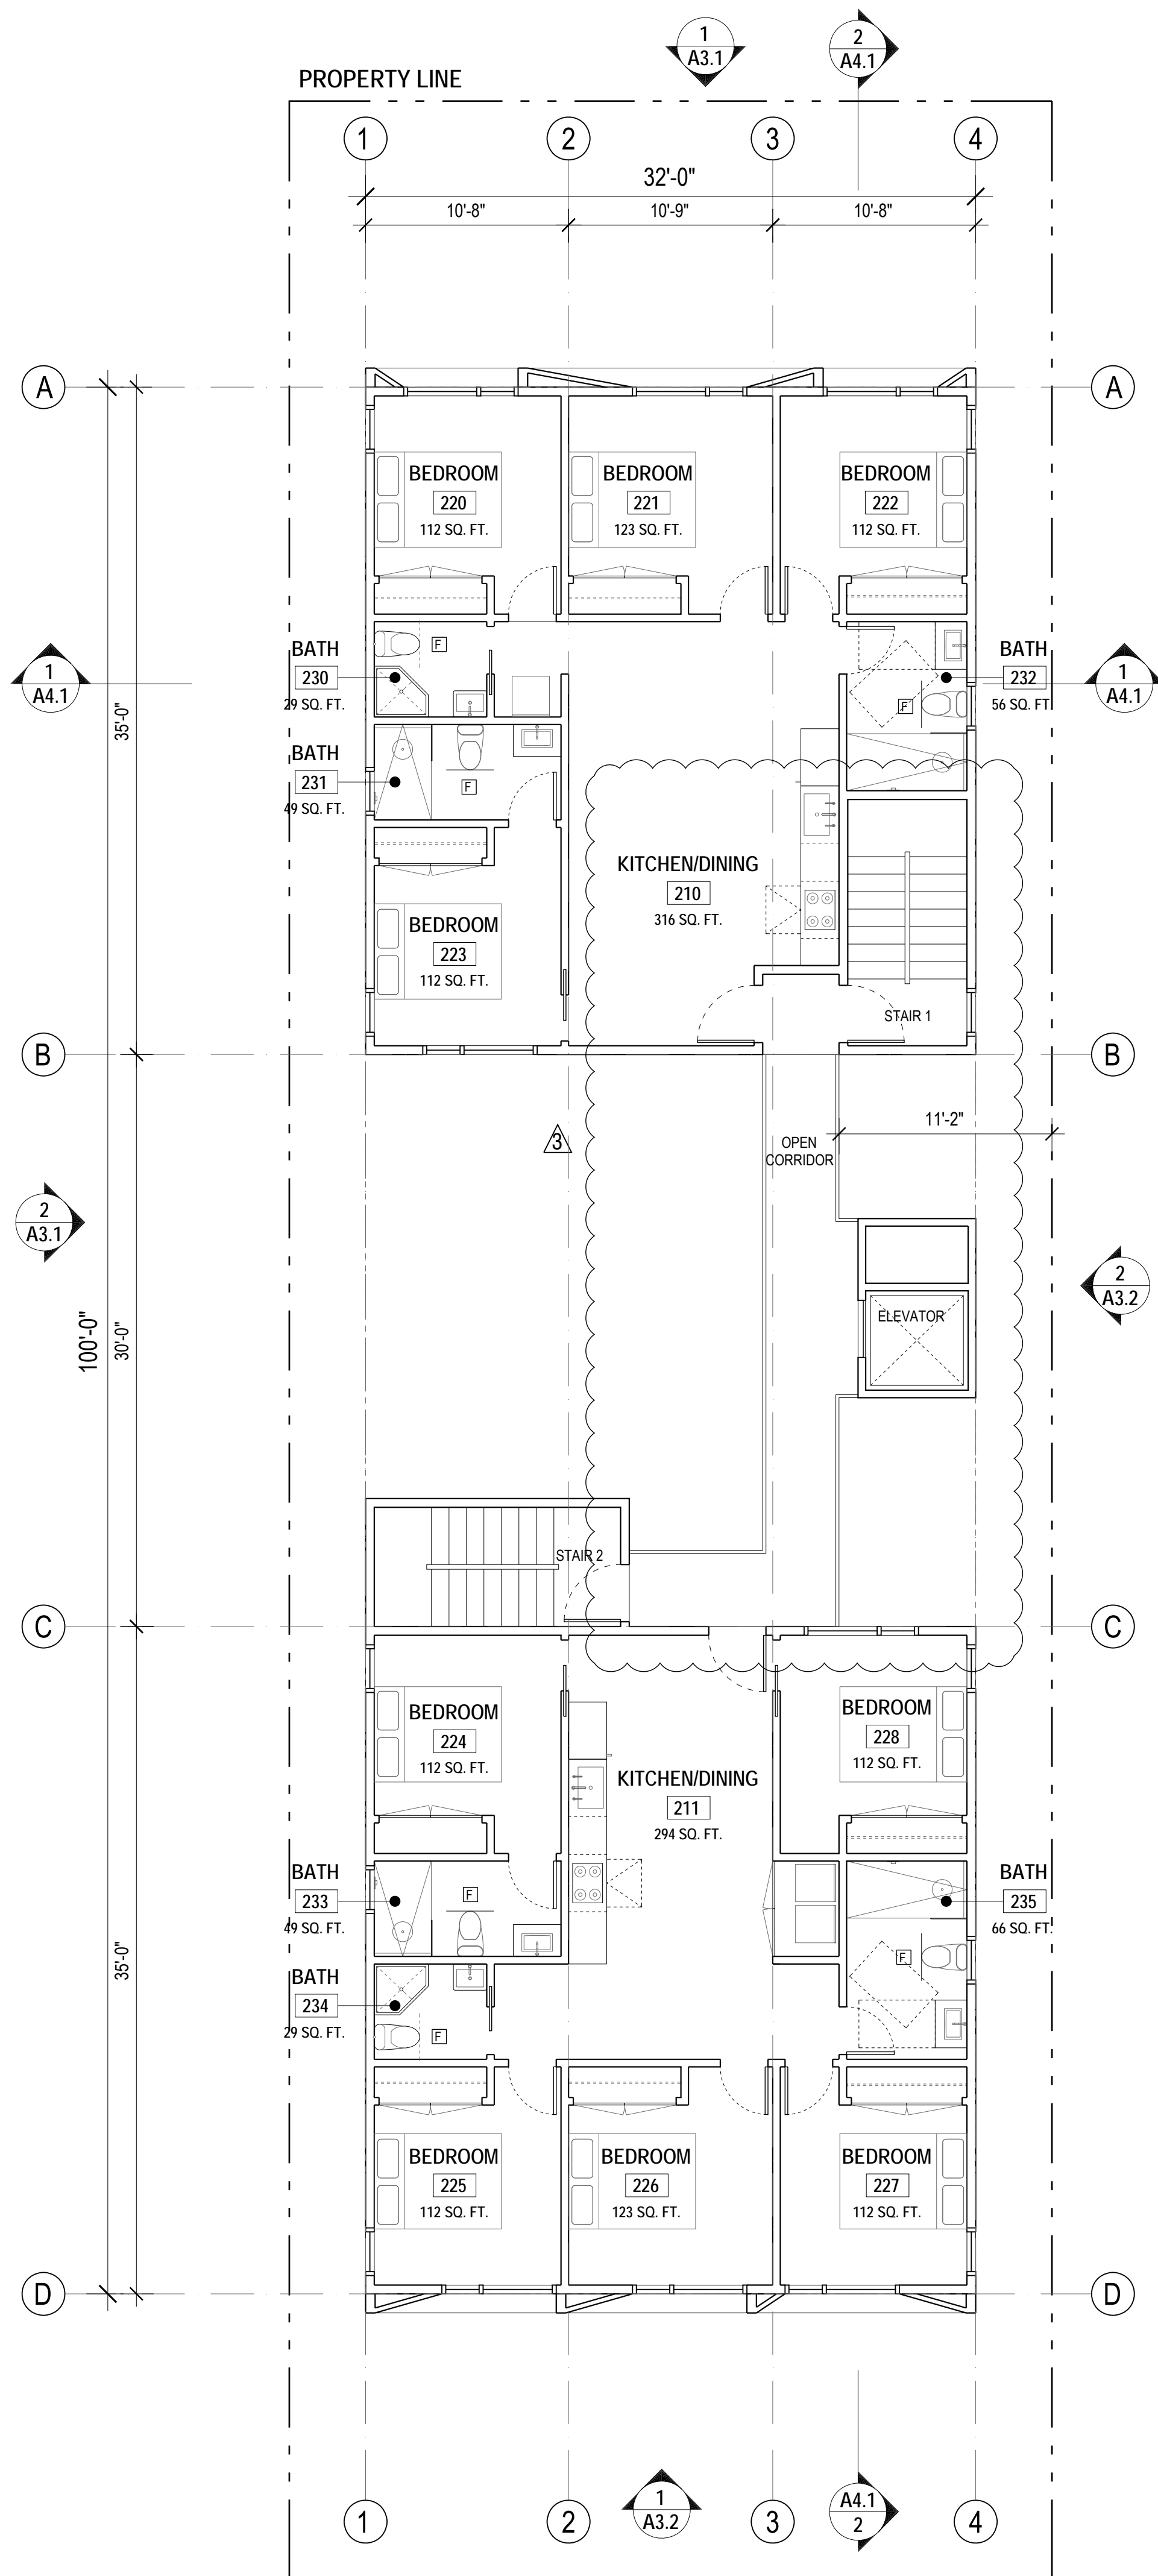 1
A3.1
2
A4.1
PROPERTY LINE
1
2
3
4
32'-0"
10'-8"
10'-9"
10'-8"
A
A
BEDROOM
220
112 SQ. FT.
BEDROOM
221
123 SQ. FT.
BEDROOM
222
112 SQ. FT.
1
A4.1
35'-0"
BATH
230
29 SQ. FT.
F
BATH
232
56 SQ. FT.
F
1
A4.1
BATH
231
49 SQ. FT.
F
KITCHEN/DINING
210
316 SQ. FT.
BEDROOM
223
112 SQ. FT.
STAIR 1
B
B
3
OPEN
CORRIDOR
11'-2"
2
A3.1
2
A3.2
100'-0"
30'-0"
ELEVATOR
STAIR 2
C
C
BEDROOM
224
112 SQ. FT.
KITCHEN/DINING
211
294 SQ. FT.
BEDROOM
228
112 SQ. FT.
35'-0"
BATH
233
49 SQ. FT.
F
BATH
235
66 SQ. FT.
F
BATH
234
29 SQ. FT.
F
BEDROOM
225
112 SQ. FT.
BEDROOM
226
123 SQ. FT.
BEDROOM
227
112 SQ. FT.
D
D
1
2
1
A3.2
3
A4.1
2
4